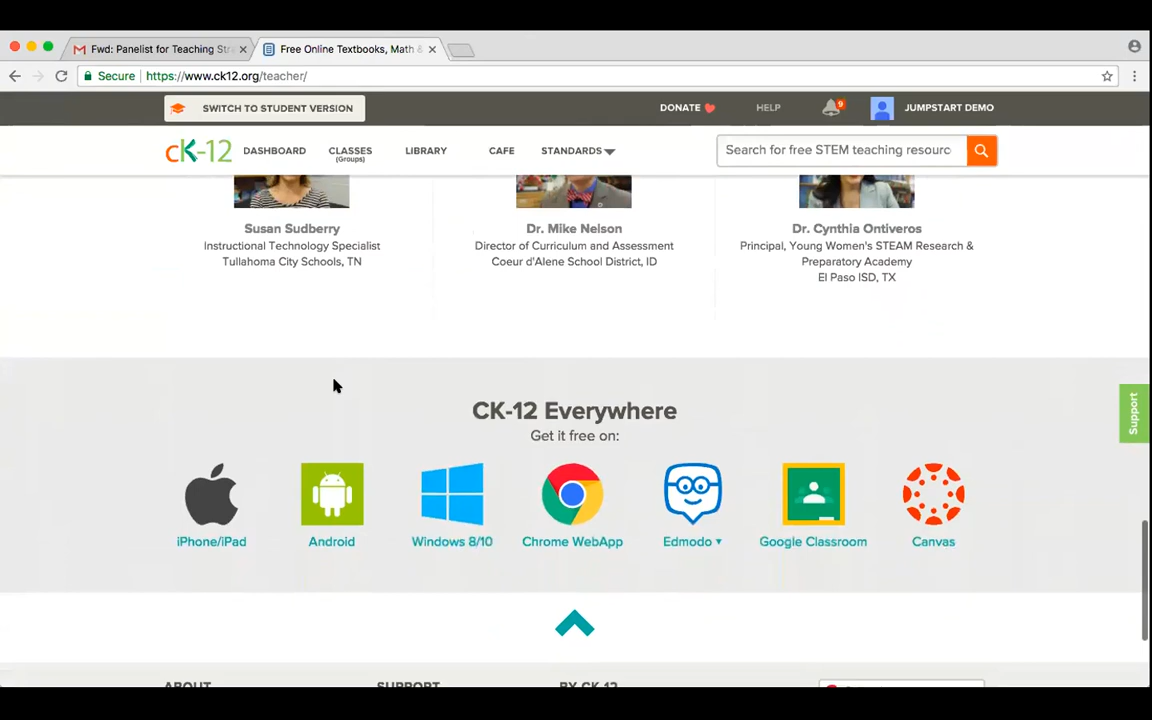 Fwd: Panelist for Teaching Str
Free Online Textbooks, Math &
Secure
https://www.ck12.org/teacher/
SWITCH TO STUDENT VERSION
DONATE
HELP
9
JUMPSTART DEMO
cK-12
DASHBOARD
CLASSES
(Groups)
LIBRARY
CAFE
STANDARDS
Search for free STEM teaching resourc
Susan Sudberry
Instructional Technology Specialist
Tullahoma City Schools, TN
Dr. Mike Nelson
Director of Curriculum and Assessment
Coeur d'Alene School District, ID
Dr. Cynthia Ontiveros
Principal, Young Women's STEAM Research &
Preparatory Academy
El Paso ISD, TX
Support
CK-12 Everywhere
Get it free on:
iPhone/iPad
Android
Windows 8/10
Chrome WebApp
Edmodo
Google Classroom
Canvas
ABOUT
SUPPORT
BY CK-12